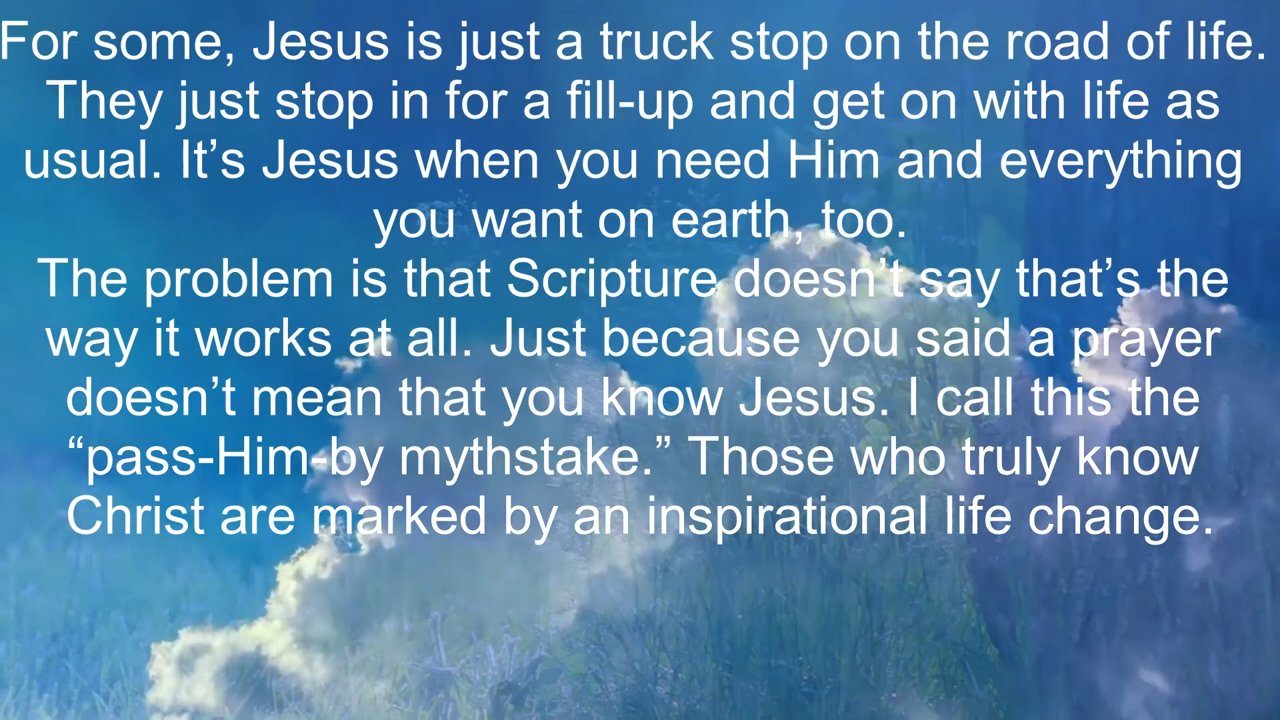 For some, Jesus is just a truck stop on the road of life.
They just stop in for a fill-up and get on with life as
usual. It’s Jesus when you need Him and everything
you want on earth, too.
The problem is that Scripture doesn’t say that’s the
way it works at all. Just because you said a prayer
doesn’t mean that you know Jesus. I call this the
“pass-Him-by mythstake.” Those who truly know
Christ are marked by an inspirational life change.